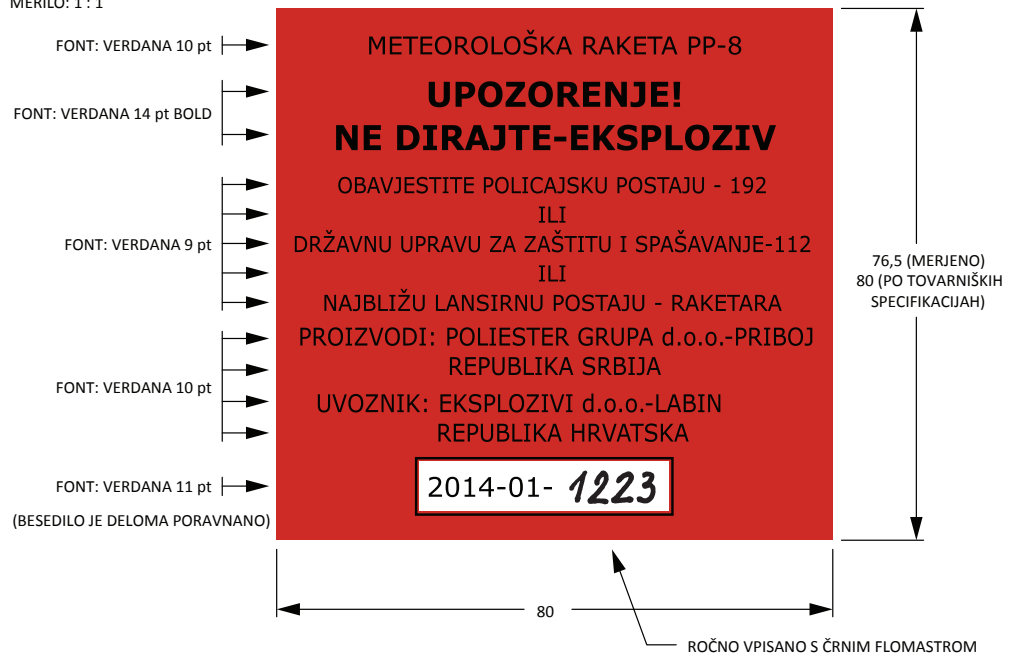 MERILO: 1 : 1
FONT: VERDANA 10 pt
METEOROLOŠKA RAKETA PP-8
FONT: VERDANA 14 pt BOLD
UPOZORENJE!
NE DIRAJTE-EKSPLOZIV
FONT: VERDANA 9 pt
OBAVJESTITE POLICAJSKU POSTAJU - 192
ILI
DRŽAVNU UPRAVU ZA ZAŠTITU I SPAŠAVANJE-112
ILI
NAJBLIŽU LANSIRNU POSTAJU - RAKETARA
FONT: VERDANA 10 pt
PROIZVODI: POLIESTER GRUPA d.o.o.-PRIBOJ
REPUBLIKA SRBIJA
UVOZNIK: EKSPLOZIVI d.o.o.-LABIN
REPUBLIKA HRVATSKA
FONT: VERDANA 11 pt
(BESEDILO JE DELOMA PORAVNANO)
2014-01- 1223
76,5 (MERJENO)
80 (PO TOVARNIŠKIH
SPECIFIKACIJAH)
80
ROČNO VPISANO S ČRNIM FLOMASTROM